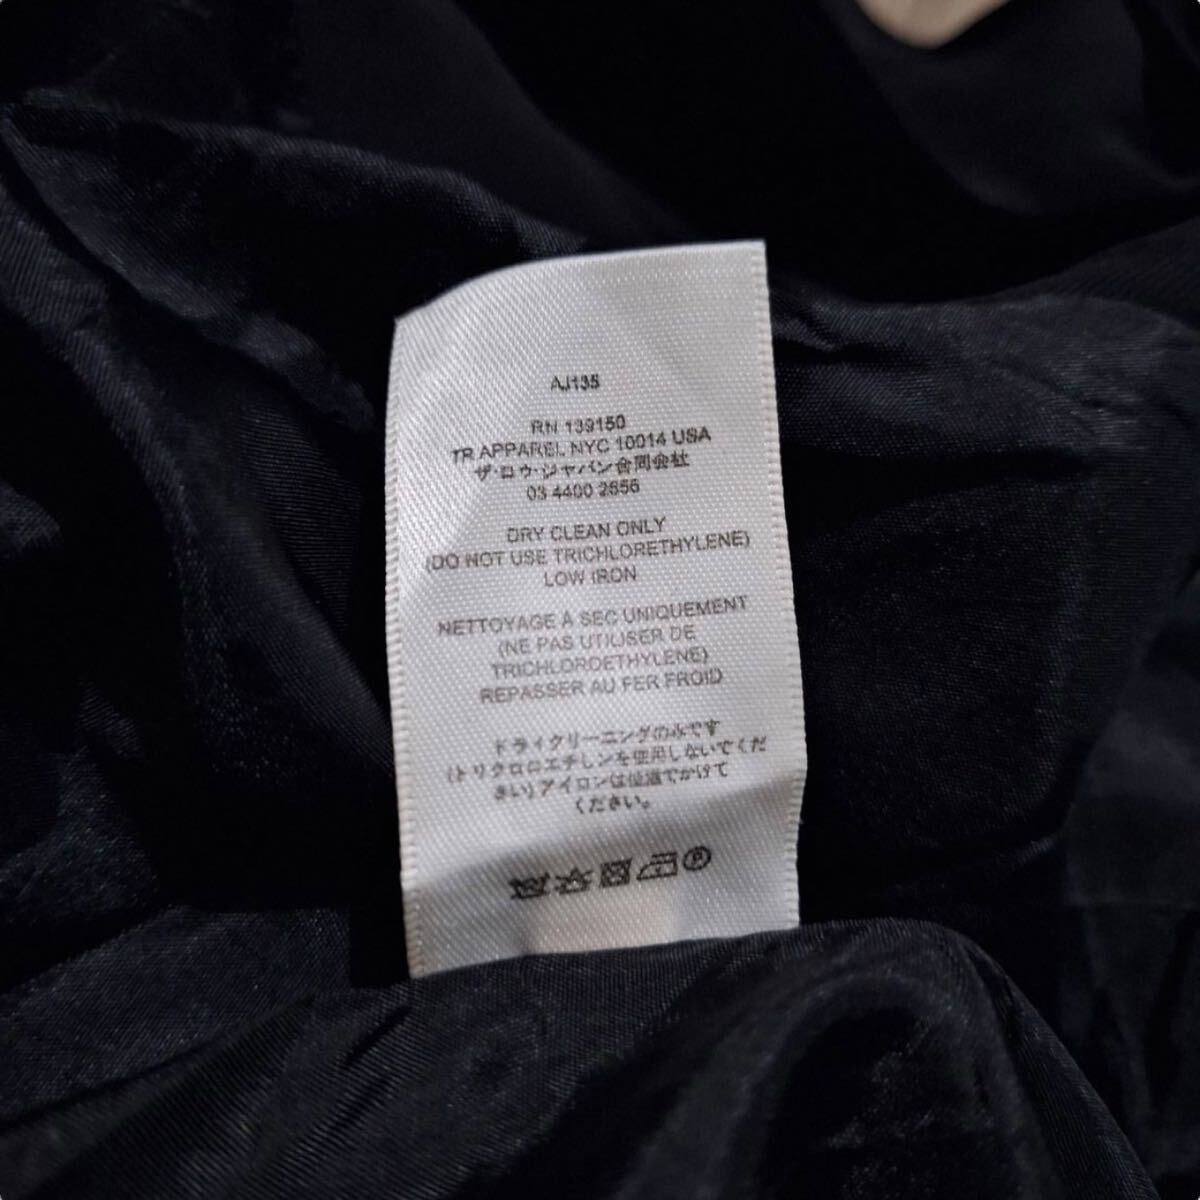 AJ135
RN 139150
TR APPAREL NYC 10014 USA
ザ・ロウ・ジャパン合同会社
03 4400 2656
DRY CLEAN ONLY
(DO NOT USE TRICHLORETHYLENE)
LOW IRON
NETTOYAGE À SEC UNIQUEMENT
(NE PAS UTILISER DE
TRICHLOROETHYLENE)
REPASSER AU FER FROID
ドライクリーニングのみです
(トリクロロエチレンを使用しないでくだ
さい)アイロンは低温でかけて
ください。
P